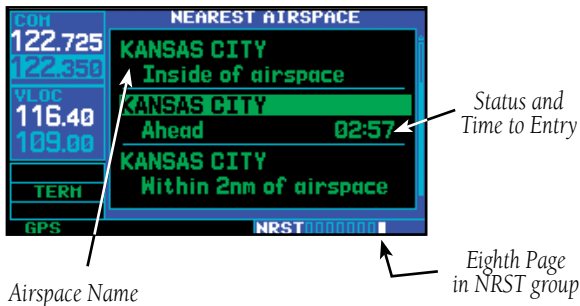 COM
NEAREST AIRSPACE
122.725
122.350
VLOC
116.40
109.00
TERM
GPS
KANSAS CITY
Inside of airspace
KANSAS CITY
Ahead 02:57
KANSAS CITY
Within 2nm of airspace
NRST
Status and
Time to Entry
Airspace Name
Eighth Page
in NRST group